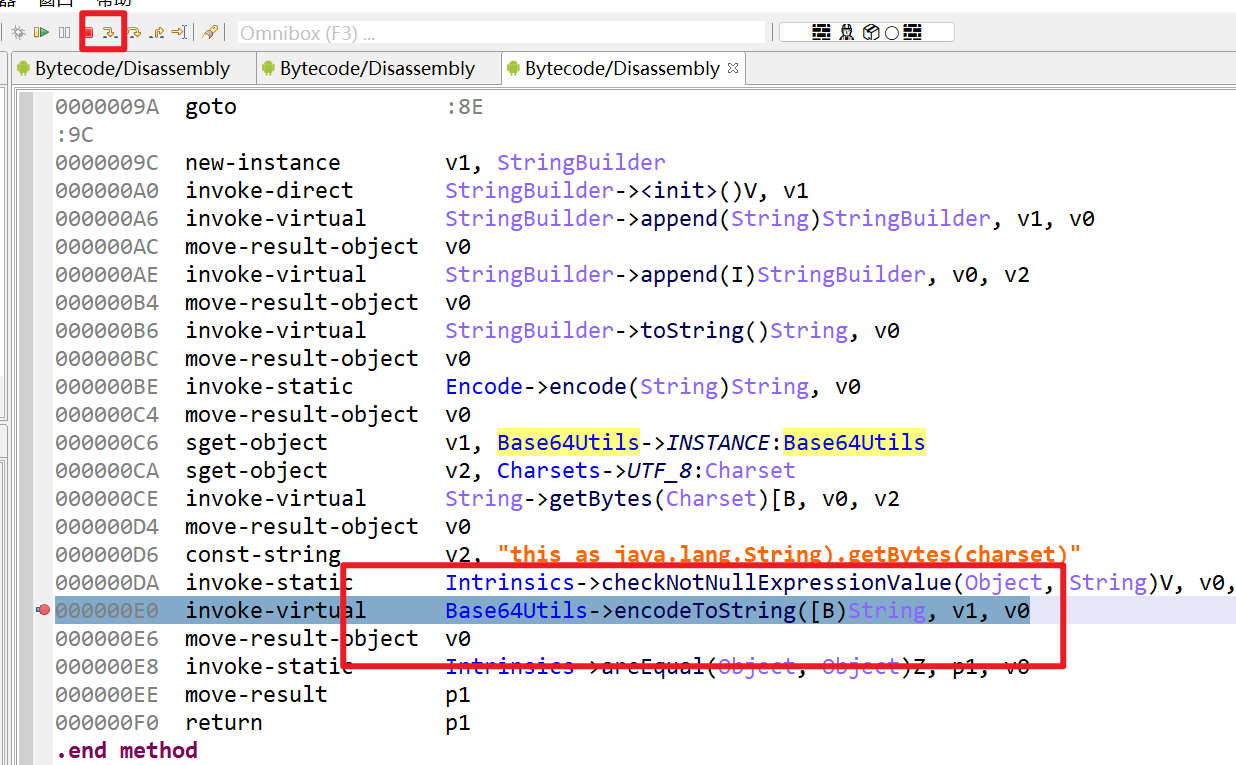 窗口 帮助
Omnibox (F3) ...
Bytecode/Disassembly Bytecode/Disassembly Bytecode/Disassembly
0000009A goto :8E
:9C
0000009C new-instance v1, StringBuilder
000000A0 invoke-direct StringBuilder-><init>()V, v1
000000A6 invoke-virtual StringBuilder->append(String)StringBuilder, v1, v0
000000AC move-result-object v0
000000AE invoke-virtual StringBuilder->append(I)StringBuilder, v0, v2
000000B4 move-result-object v0
000000B6 invoke-virtual StringBuilder->toString()String, v0
000000BC move-result-object v0
000000BE invoke-static Encode->encode(String)String, v0
000000C4 move-result-object v0
000000C6 sget-object v1, Base64Utils->INSTANCE:Base64Utils
000000CA sget-object v2, Charsets->UTF_8:Charset
000000CE invoke-virtual String->getBytes(Charset)[B, v0, v2
000000D4 move-result-object v0
000000D6 const-string v2, "this as java.lang.String).getBytes(charset)"
000000DA invoke-static Intrinsics->checkNotNullExpressionValue(Object, String)V, v0,
000000E0 invoke-virtual Base64Utils->encodeToString([B)String, v1, v0
000000E6 move-result-object v0
000000E8 invoke-static Intrinsics->areEqual(Object, Object)Z, p1, v0
000000EE move-result p1
000000F0 return p1
.end method